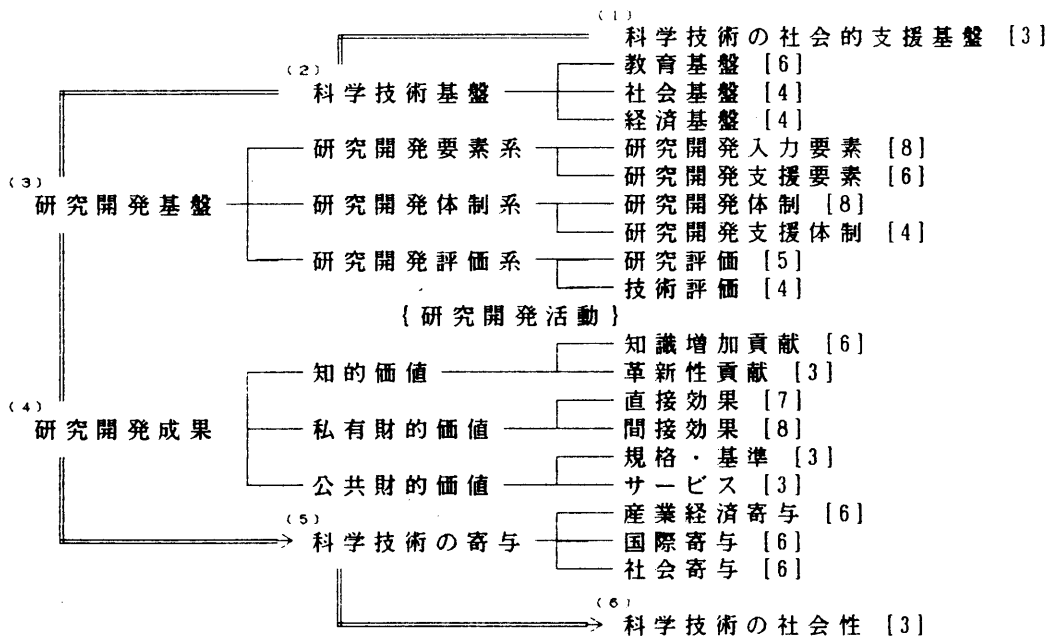 (1)
科学技術の社会的支援基盤 [3]
教育基盤 [6]
(2)
科学技術基盤 社会基盤 [4]
経済基盤 [4]
研究開発要素系 研究開発入力要素 [8]
研究開発支援要素 [6]
(3)
研究開発基盤 研究開発体制系 研究開発体制 [8]
研究開発支援体制 [4]
研究開発評価系 研究評価 [5]
技術評価 [4]
{研究開発活動}
知識増加貢献 [6]
知的価値 革新性貢献 [3]
(4)
直接効果 [7]
研究開発成果 私有財的価値 間接効果 [8]
規格・基準 [3]
公共財的価値 サービス [3]
(5)
産業経済寄与 [6]
科学技術の寄与 国際寄与 [6]
社会寄与 [6]
(6)
科学技術の社会性 [3]